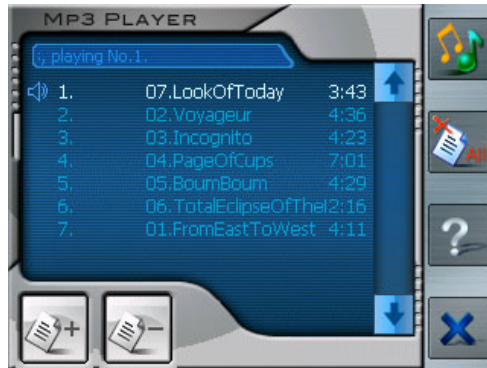 MP3 PLAYER
playing No.1.
1. 07.LookOfToday 3:43
2. 02.Voyageur 4:36
3. 03.Incognito 4:23
4. 04.PageOfCups 7:01
5. 05.BoumBoum 4:29
6. 06.TotalEclipseOfThe 2:16
7. 01.FromEastToWest 4:11
All